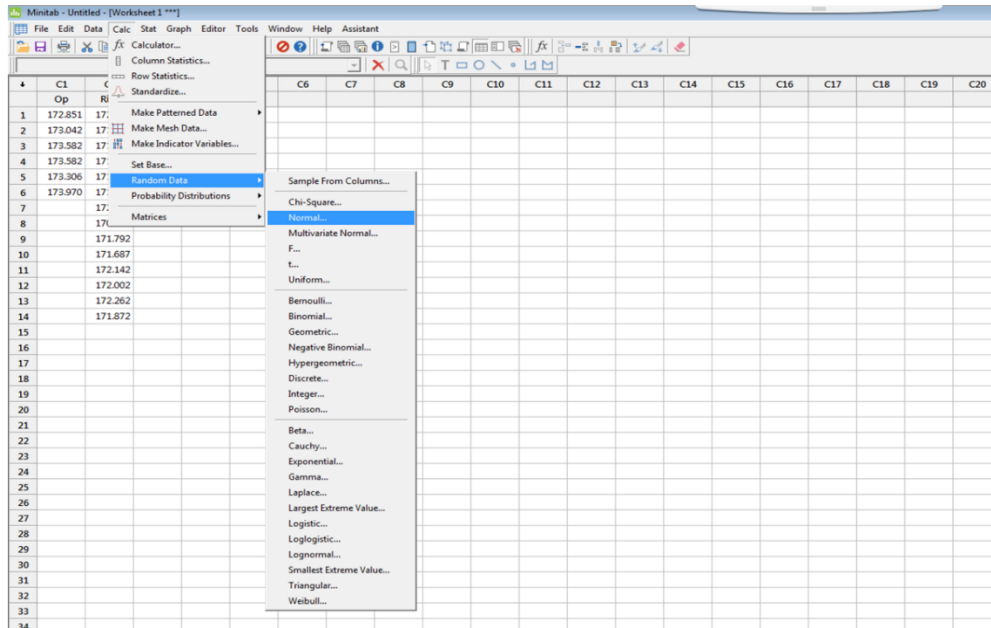 Minitab - Untitled - [Worksheet 1 ***]
File Edit Data Calc Stat Graph Editor Tools Window Help Assistant
Calculator...
Column Statistics...
Row Statistics...
Standardize...
Make Patterned Data
Make Mesh Data...
Make Indicator Variables...
Set Base...
Random Data
Probability Distributions
Matrices
Sample From Columns...
Chi-Square...
Normal...
Multivariate Normal...
F...
t...
Uniform...
Bernoulli...
Binomial...
Geometric...
Negative Binomial...
Hypergeometric...
Discrete...
Integer...
Poisson...
Beta...
Cauchy...
Exponential...
Gamma...
Laplace...
Largest Extreme Value...
Logistic...
Loglogistic...
Lognormal...
Smallest Extreme Value...
Triangular...
Weibull...
C1 C6 C7 C8 C9 C10 C11 C12 C13 C14 C15 C16 C17 C18 C19 C20
Op
1 172.851
2 173.042
3 173.582
4 173.582
5 173.306
6 173.970
7
8
9 171.792
10 171.687
11 172.142
12 172.002
13 172.262
14 171.872
15
16
17
18
19
20
21
22
23
24
25
26
27
28
29
30
31
32
33
34